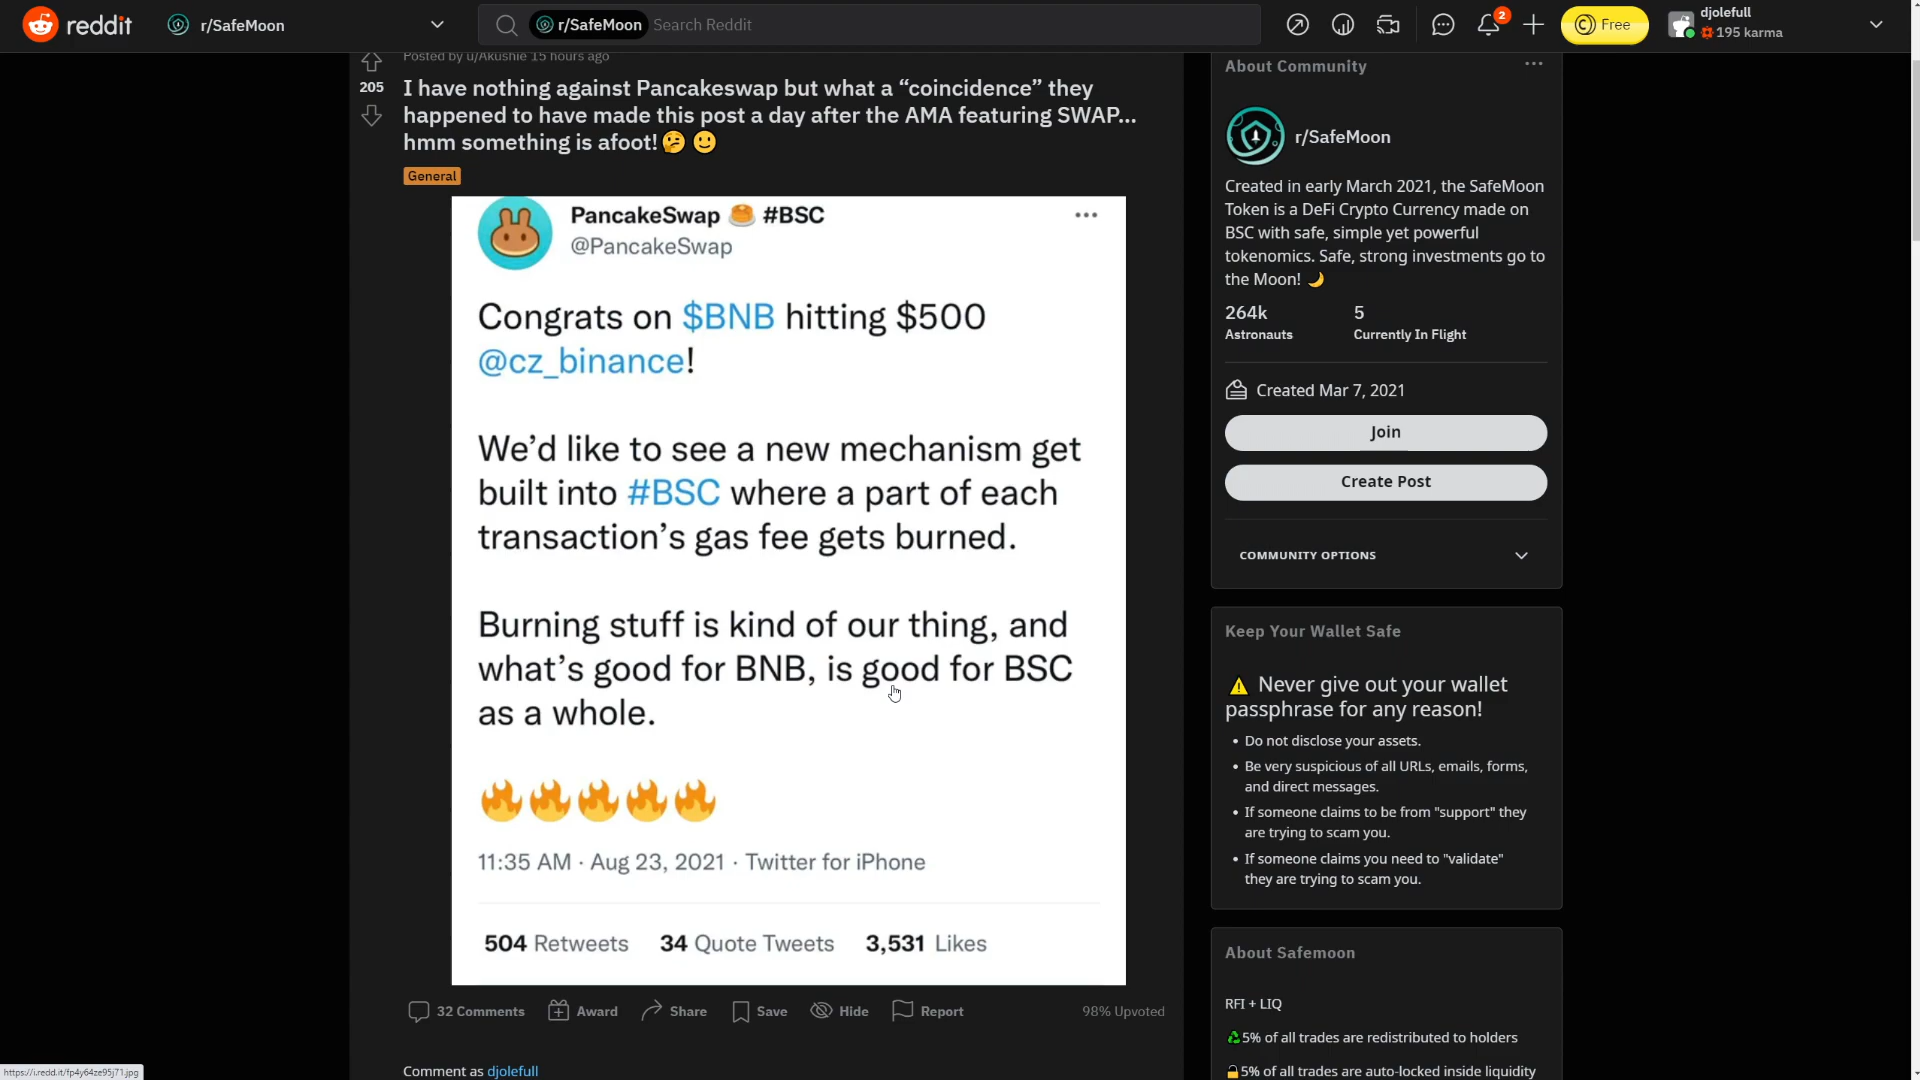 reddit
r/SafeMoon
r/SafeMoon Search Reddit
2
Free
djolefull
195 karma
Posted by u/Akushie 15 hours ago
205
I have nothing against Pancakeswap but what a “coincidence” they
happened to have made this post a day after the AMA featuring SWAP...
hmm something is afoot!🤔🙂
General
PancakeSwap 🥞 #BSC
@PancakeSwap
Congrats on $BNB hitting $500
@cz_binance!
We’d like to see a new mechanism get
built into #BSC where a part of each
transaction’s gas fee gets burned.
Burning stuff is kind of our thing, and
what’s good for BNB, is good for BSC
as a whole.
🔥🔥🔥🔥🔥
11:35 AM · Aug 23, 2021 · Twitter for iPhone
504 Retweets 34 Quote Tweets 3,531 Likes
32 Comments Award Share Save Hide Report 98% Upvoted
Comment as djolefull
About Community
r/SafeMoon
Created in early March 2021, the SafeMoon
Token is a DeFi Crypto Currency made on
BSC with safe, simple yet powerful
tokenomics. Safe, strong investments go to
the Moon! 🌙
264k 5
Astronauts Currently In Flight
Created Mar 7, 2021
Join
Create Post
COMMUNITY OPTIONS
Keep Your Wallet Safe
⚠️ Never give out your wallet
passphrase for any reason!
• Do not disclose your assets.
• Be very suspicious of all URLs, emails, forms,
and direct messages.
• If someone claims to be from "support" they
are trying to scam you.
• If someone claims you need to "validate"
they are trying to scam you.
About Safemoon
RFI + LIQ
♻️5% of all trades are redistributed to holders
🔒5% of all trades are auto-locked inside liquidity
https://i.redd.it/fp4y64ze95j71.jpg